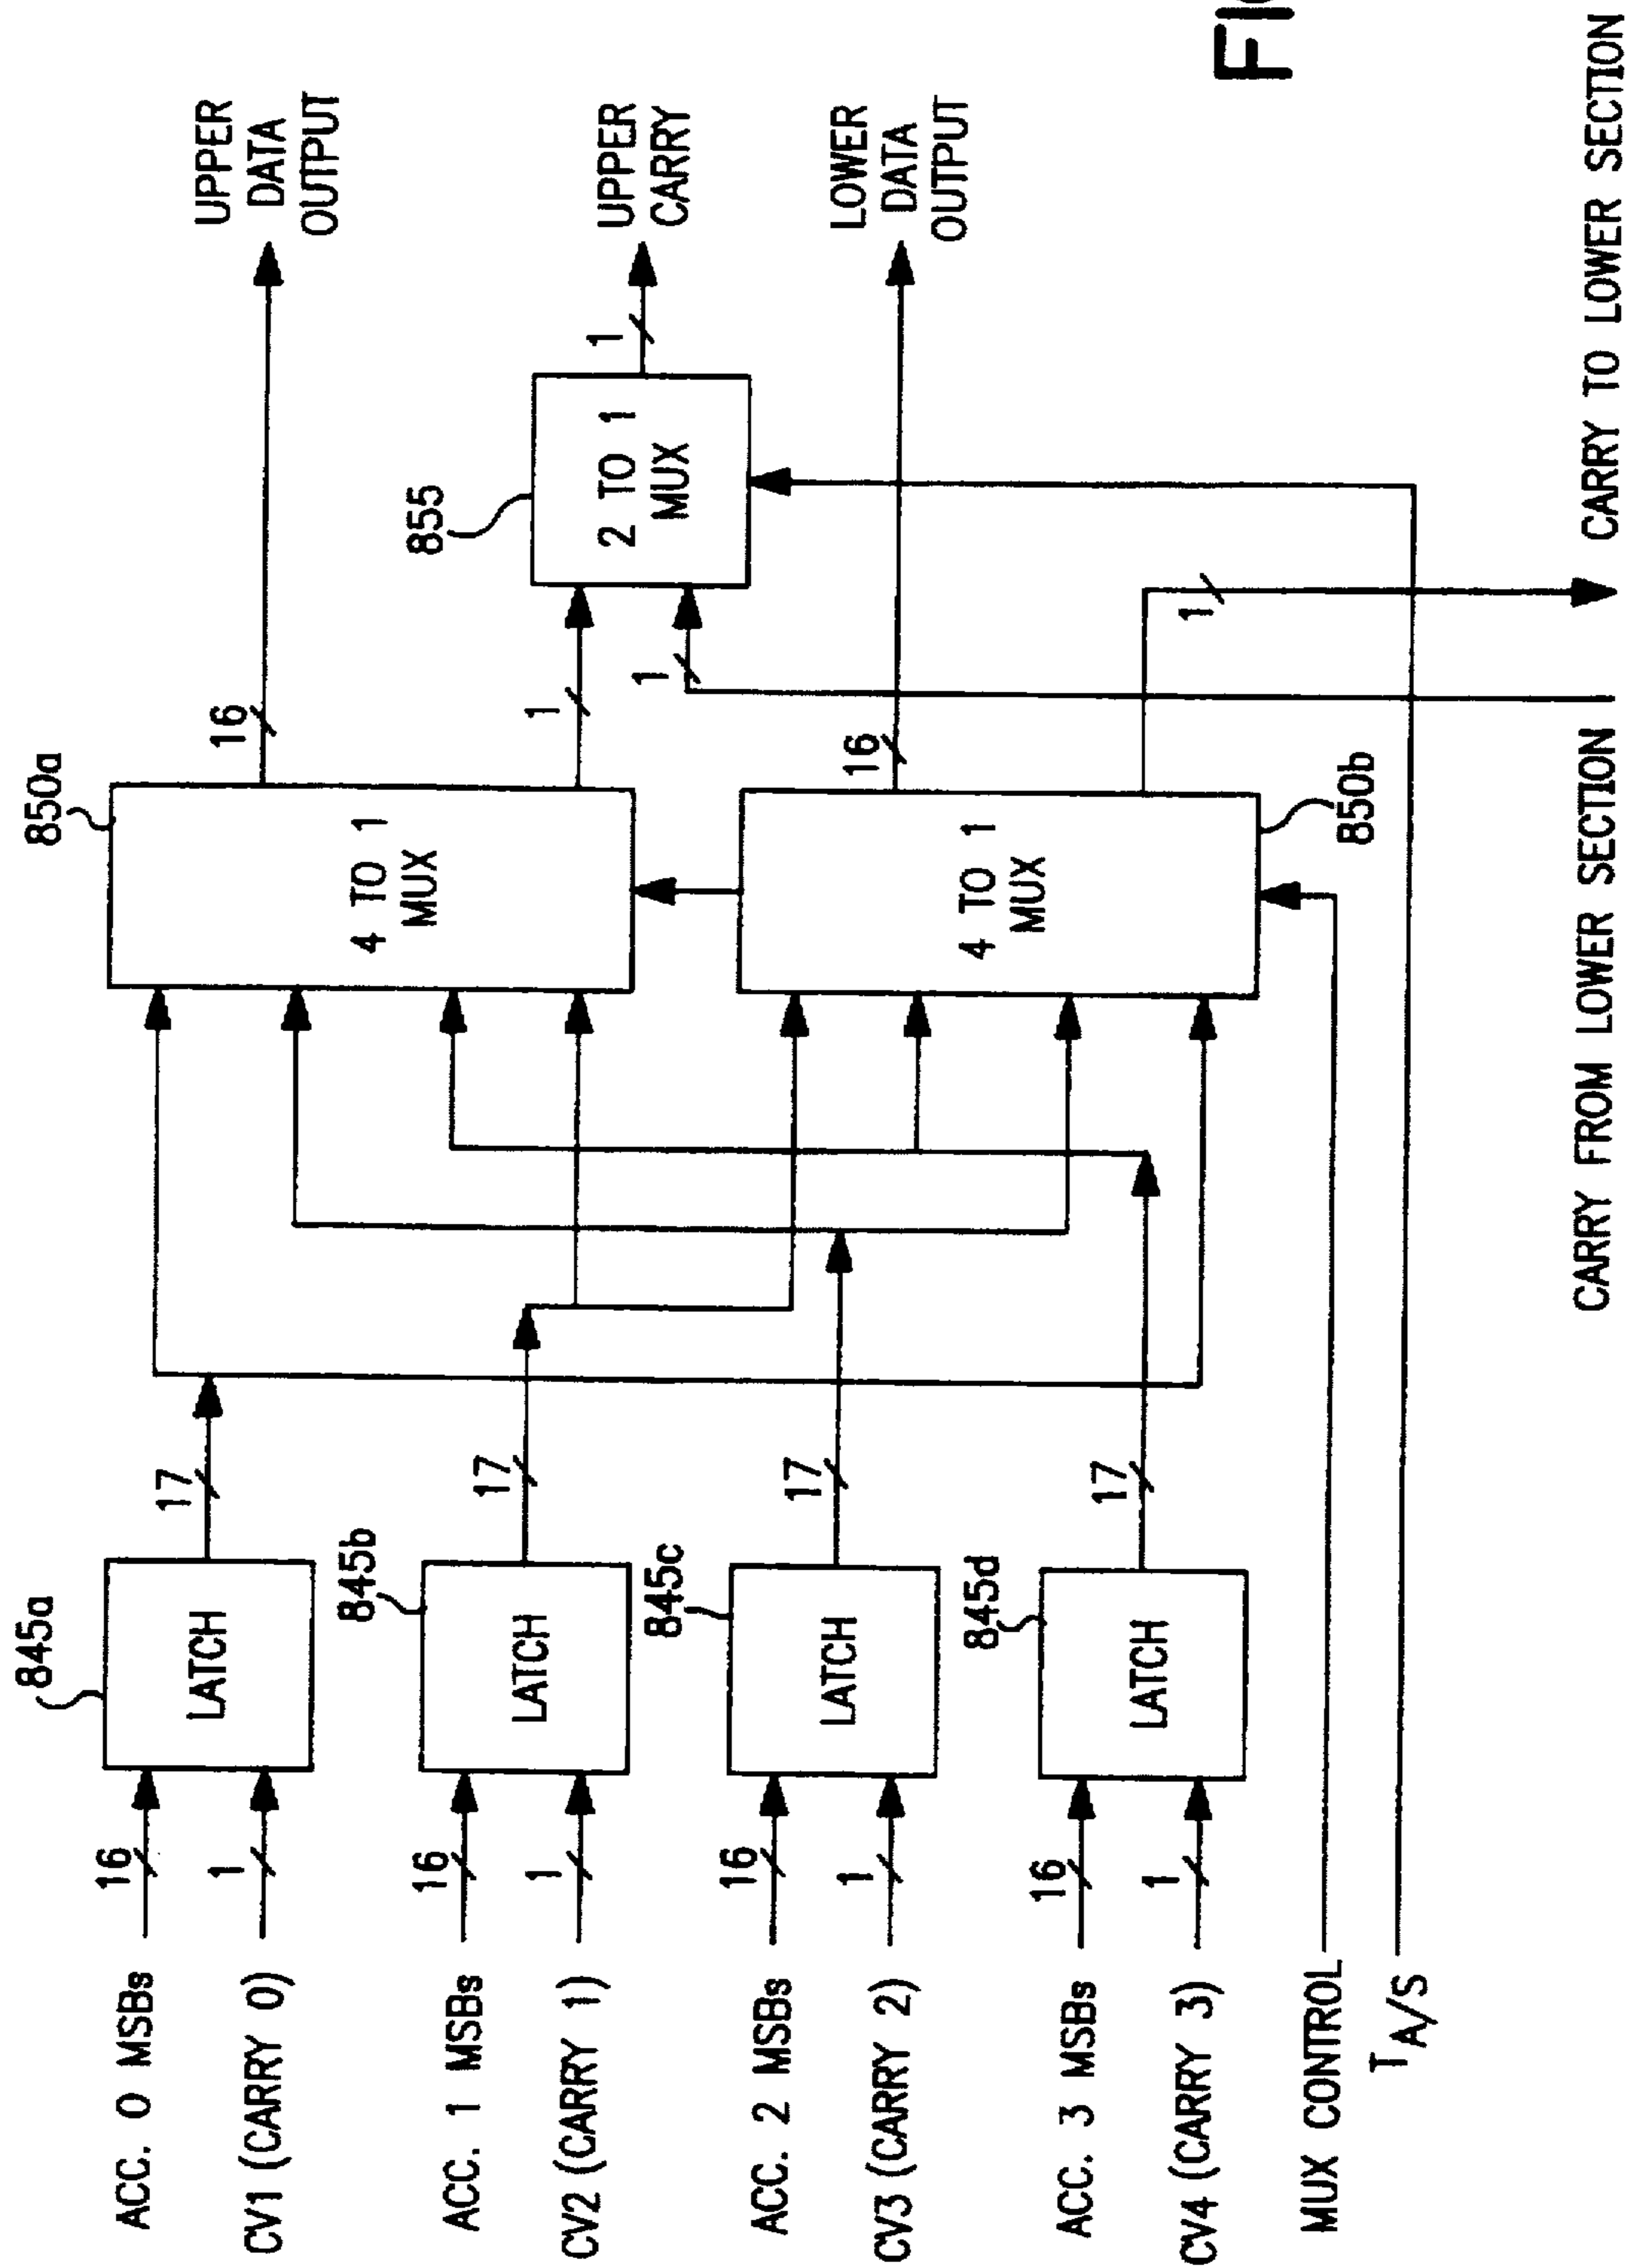 ACC. 0 MSBs
16
CV1 (CARRY 0)
1
845a
LATCH
17
ACC. 1 MSBs
16
CV2 (CARRY 1)
1
845b
LATCH
17
ACC. 2 MSBs
16
CV3 (CARRY 2)
1
845c
LATCH
17
ACC. 3 MSBs
16
CV4 (CARRY 3)
1
845d
LATCH
17
MUX CONTROL
TA/S
850a
4 TO 1
MUX
16
1
4 TO 1
MUX
850b
16
1
855
2 TO 1
MUX
1
1
UPPER
DATA
OUTPUT
UPPER
CARRY
LOWER
DATA
OUTPUT
CARRY FROM LOWER SECTION
CARRY TO LOWER SECTION